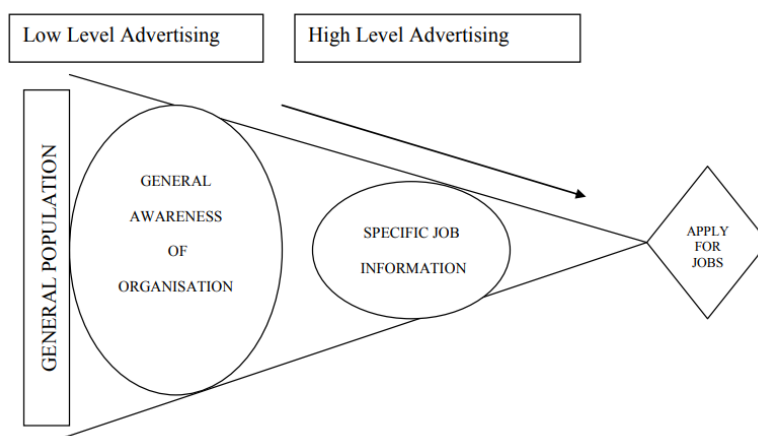 Low Level Advertising
High Level Advertising
GENERAL POPULATION
GENERAL
AWARENESS
OF
ORGANISATION
SPECIFIC JOB
INFORMATION
APPLY
FOR
JOBS